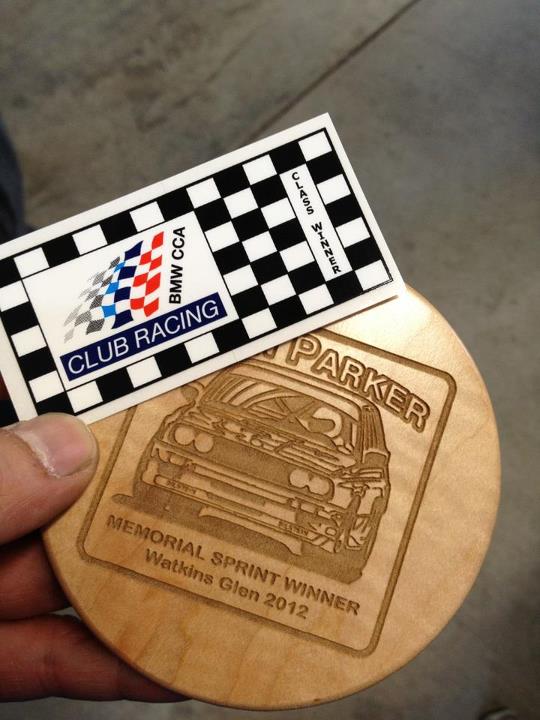 CLASS WINNER
BMW CCA
CLUB RACING
PARKER
MEMORIAL SPRINT WINNER
Watkins Glen 2012